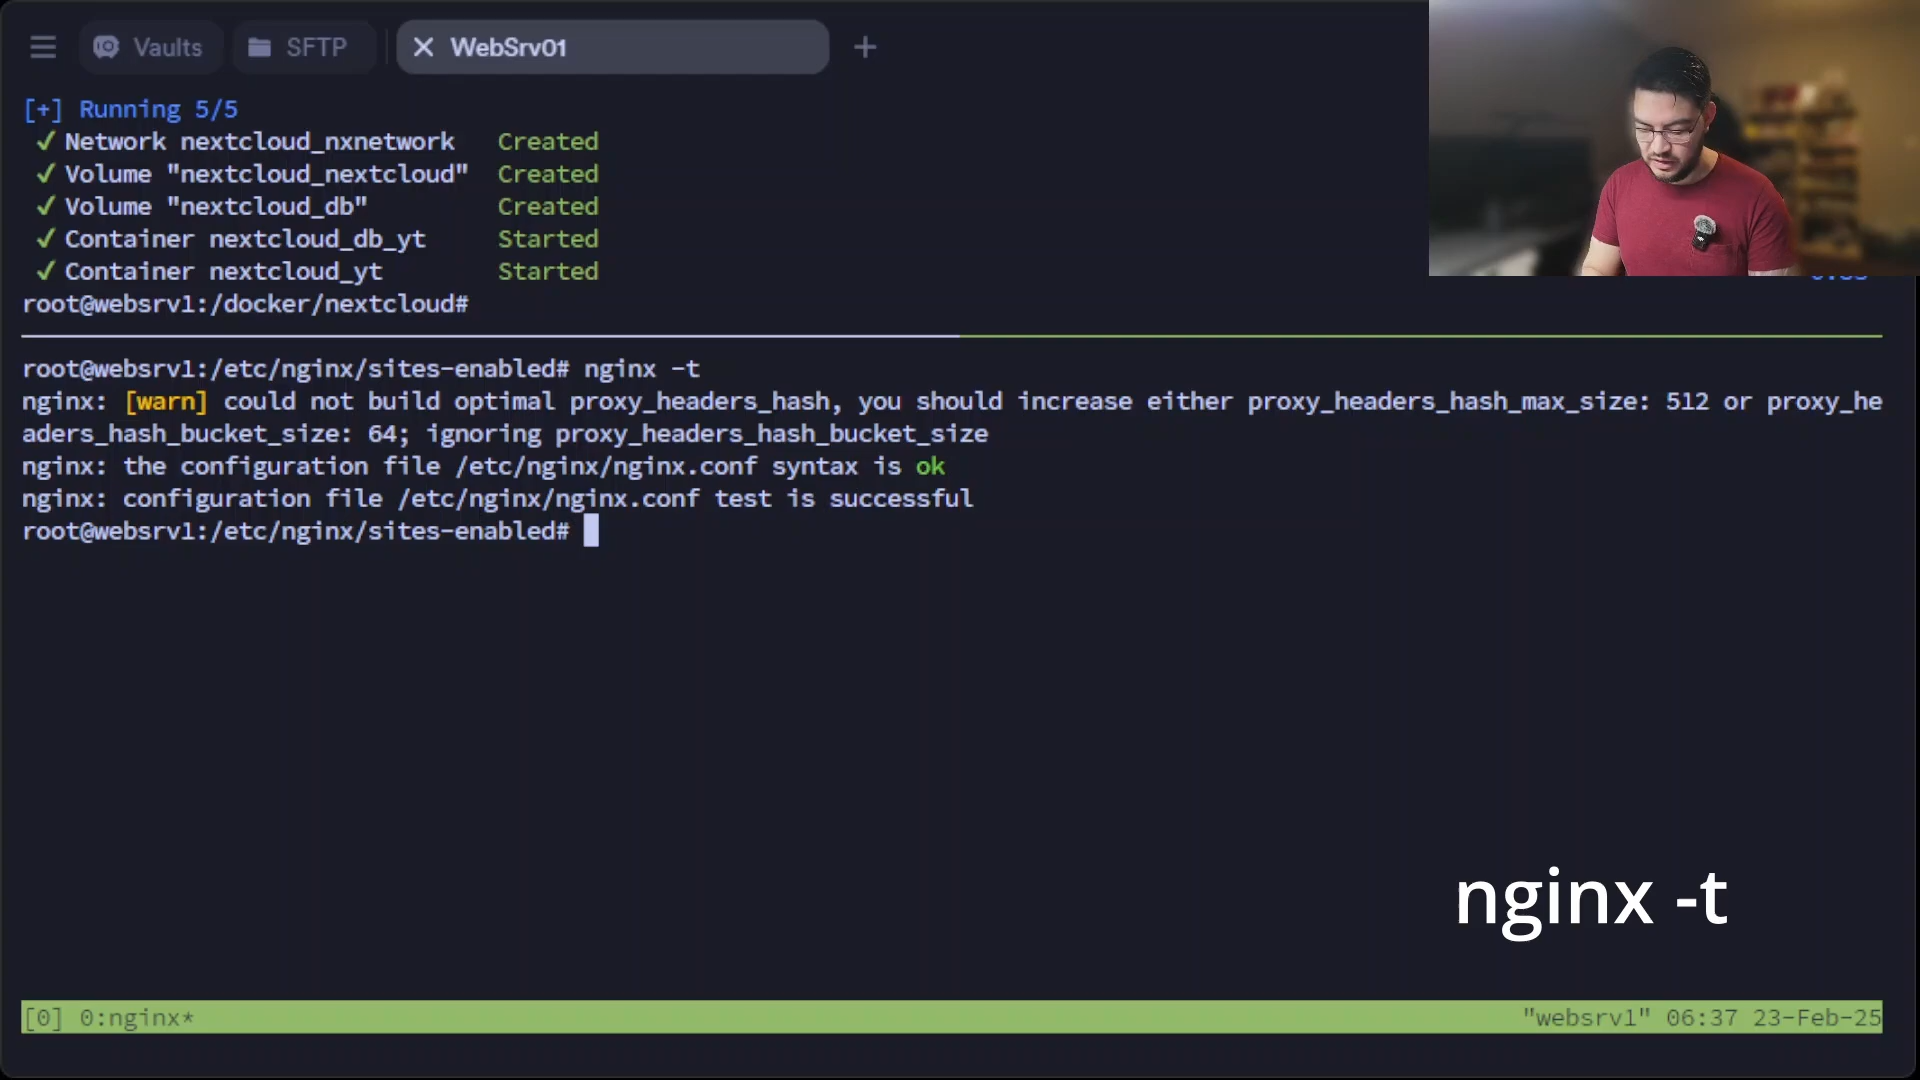 Vaults SFTP WebSrv01
[+] Running 5/5
✓ Network nextcloud_nxnetwork Created
✓ Volume "nextcloud_nextcloud" Created
✓ Volume "nextcloud_db" Created
✓ Container nextcloud_db_yt Started
✓ Container nextcloud_yt Started
root@websrv1:/docker/nextcloud#
root@websrv1:/etc/nginx/sites-enabled# nginx -t
nginx: [warn] could not build optimal proxy_headers_hash, you should increase either proxy_headers_hash_max_size: 512 or proxy_he
aders_hash_bucket_size: 64; ignoring proxy_headers_hash_bucket_size
nginx: the configuration file /etc/nginx/nginx.conf syntax is ok
nginx: configuration file /etc/nginx/nginx.conf test is successful
root@websrv1:/etc/nginx/sites-enabled#
nginx -t
[0] 0:nginx* "websrv1" 06:37 23-Feb-25